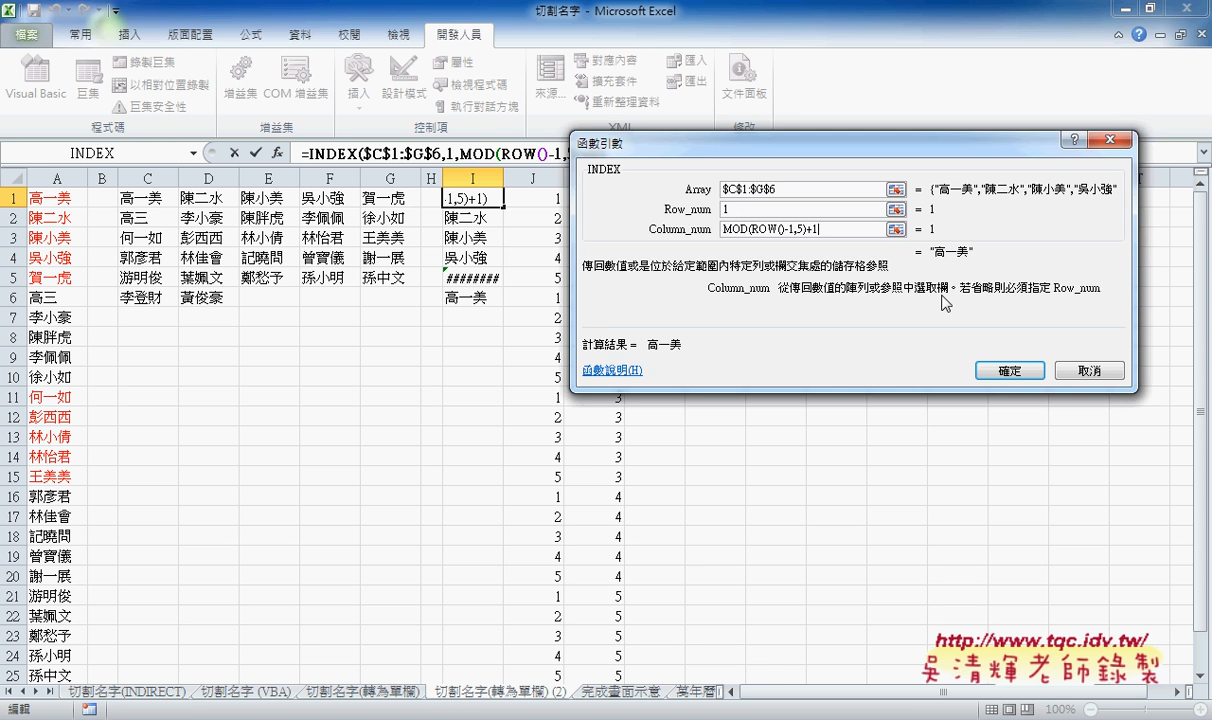 切割名字 - Microsoft Excel
檔案 常用 插入 版面配置 公式 資料 校閱 檢視 開發人員
Visual Basic 巨集 錄製巨集 以相對位置錄製 巨集安全性 程式碼
增益集 COM 增益集 增益集
插入 設計模式 屬性 檢視程式碼 執行對話方塊 控制項
來源... 對應內容 擴充套件 重新整理資料 匯入 匯出 XML
文件面板 修改
INDEX =INDEX($C$1:$G$6,1,MOD(ROW()-1,5
A B C D E F G H I J
1 高一美 高一美 陳二水 陳小美 吳小強 賀一虎 -1,5)+1) 1
2 陳二水 高三 李小豪 陳胖虎 李佩佩 徐小如 陳二水 2
3 陳小美 何一如 彭西西 林小倩 林怡君 王美美 陳小美 3
4 吳小強 郭彥君 林佳會 記曉問 曾寶儀 謝一展 吳小強 4
5 賀一虎 游明俊 葉姵文 鄭愁予 孫小明 孫中文 ######## 5
6 高三 李登財 黃俊豪 高一美 1
7 李小豪 2
8 陳胖虎 3
9 李佩佩 4
10 徐小如 5
11 何一如 1 3
12 彭西西 2 3
13 林小倩 3 3
14 林怡君 4 3
15 王美美 5 3
16 郭彥君 1 4
17 林佳會 2 4
18 記曉問 3 4
19 曾寶儀 4 4
20 謝一展 5 4
21 游明俊 1 5
22 葉姵文 2 5
23 鄭愁予 3 5
24 孫小明 4 5
25 孫中文 5 5
函數引數
INDEX
Array $C$1:$G$6 = {"高一美","陳二水","陳小美","吳小強"
Row_num 1 = 1
Column_num MOD(ROW()-1,5)+1 = 1
= "高一美"
傳回數值或是位於給定範圍內特定列或欄交集處的儲存格參照
Column_num 從傳回數值的陣列或參照中選取欄。若省略則必須指定 Row_num
計算結果 = 高一美
函數說明(H) 確定 取消
http://www.tqc.idv.tw/
吳清輝老師錄製
切割名字(INDIRECT) 切割名字 (VBA) 切割名字(轉為單欄) 切割名字(轉為單欄) (2) 完成畫面示意 萬年曆
編輯 100%